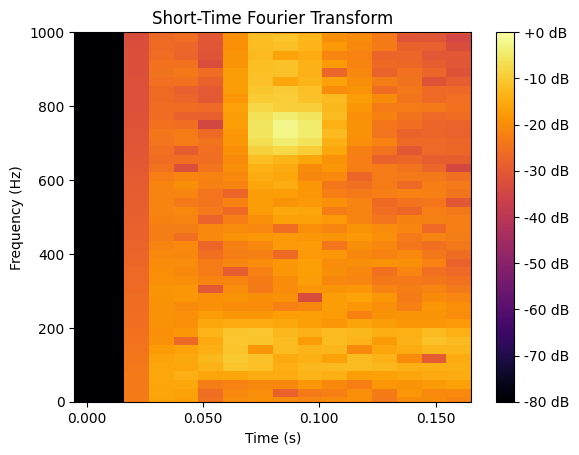 Short-Time Fourier Transform
1000
800
600
400
200
0
Frequency (Hz)
0.000
0.050
0.100
0.150
Time (s)
+0 dB
-10 dB
-20 dB
-30 dB
-40 dB
-50 dB
-60 dB
-70 dB
-80 dB